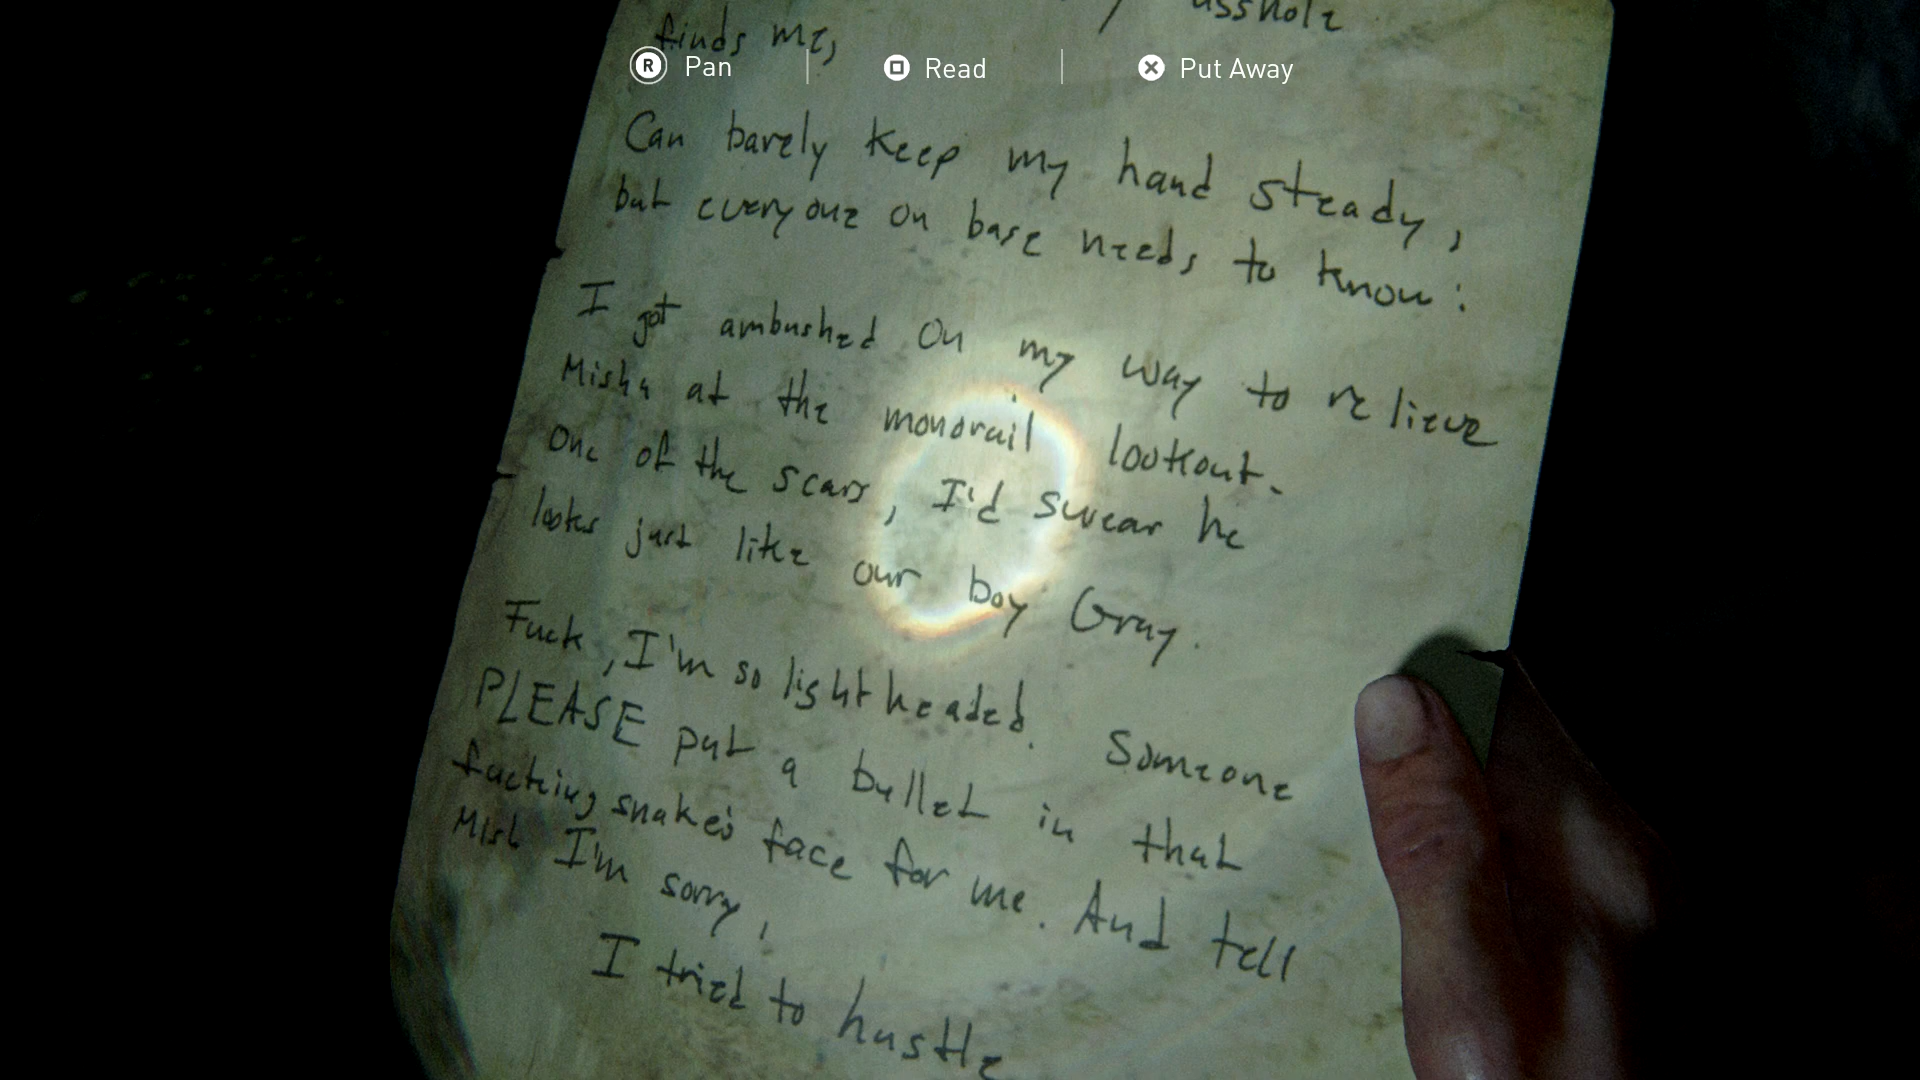 asshole
finds me,
R Pan | Read | Put Away
Can barely keep my hand steady,
but everyone on base needs to know:
I got ambushed on my way to relieve
Misha at the monorail lookout.
One of the scars, I'd swear he
looks just like our boy Gray.
Fuck, I'm so lightheaded. Someone
PLEASE put a bullet in that
fucking snake's face for me. And tell
Mish I'm sorry,
I tried to hustle